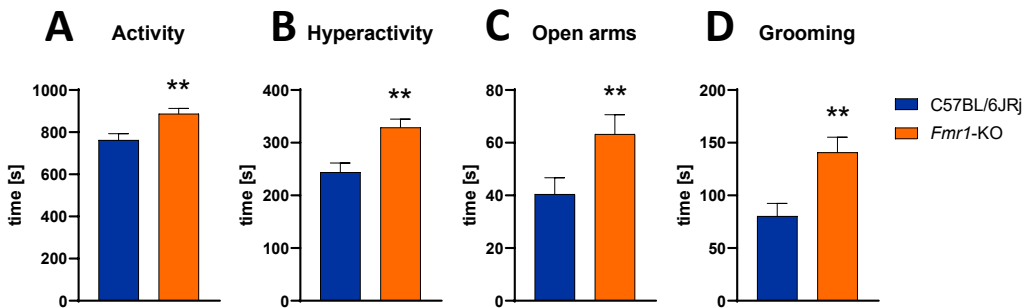 A Activity
B Hyperactivity
C Open arms
D Grooming
time [s]
1000
800
600
400
200
0
**
time [s]
400
300
200
100
0
**
time [s]
80
60
40
20
0
**
time [s]
200
150
100
50
0
**
C57BL/6JRj
Fmr1-KO